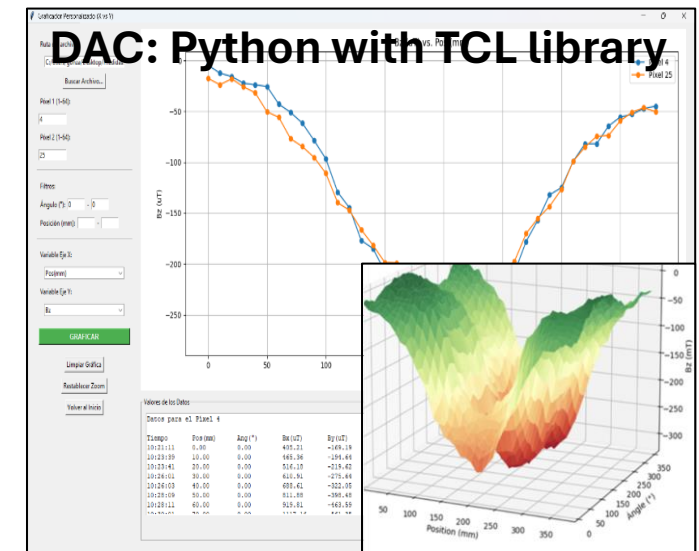 Graficador Personalizado (X vs Y)
DAC: Python with TCL library
Buscar Archivo...
Píxel 1 (1-64):
4
Píxel 2 (1-64):
25
Filtros:
Ángulo (°): 0 - 0
Posición (mm): -
Variable Eje X:
Pos(mm)
Variable Eje Y:
Bz
GRAFICAR
Limpiar Gráfica
Restablecer Zoom
Volver al Inicio
Pixel 25
0
−50
−100
−150
−200
−250
Bz (uT)
0 50 100
Valores de los Datos
Datos para el Pixel 4
Tiempo Pos(mm) Ang(°) Bx(uT) By(uT)
10:21:11 0.00 0.00 405.21 -169.19
10:23:39 10.00 0.00 465.36 -194.64
10:23:41 20.00 0.00 516.18 -219.62
10:26:01 30.00 0.00 610.91 -275.64
10:26:03 40.00 0.00 688.61 -322.05
10:28:09 50.00 0.00 811.88 -398.48
10:28:11 60.00 0.00 919.81 -463.59
0
−50
−100
−150
−200
−250
−300
Bz (mT)
50 100 150 200 250 300 350
Position (mm)
0 50 100 150 200 250 300 350
Angle (°)